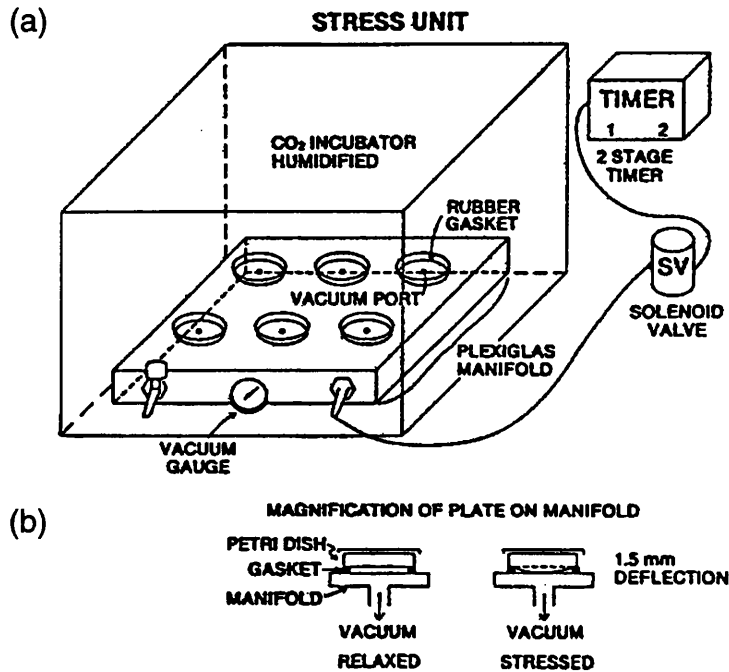 (a)
STRESS UNIT
TIMER
1 2
2 STAGE
TIMER
CO₂ INCUBATOR
HUMIDIFIED
RUBBER
GASKET
SV
VACUUM PORT
SOLENOID
VALVE
PLEXIGLAS
MANIFOLD
VACUUM
GAUGE
(b)
MAGNIFICATION OF PLATE ON MANIFOLD
PETRI DISH
GASKET
MANIFOLD
1.5 mm
DEFLECTION
VACUUM
RELAXED
VACUUM
STRESSED